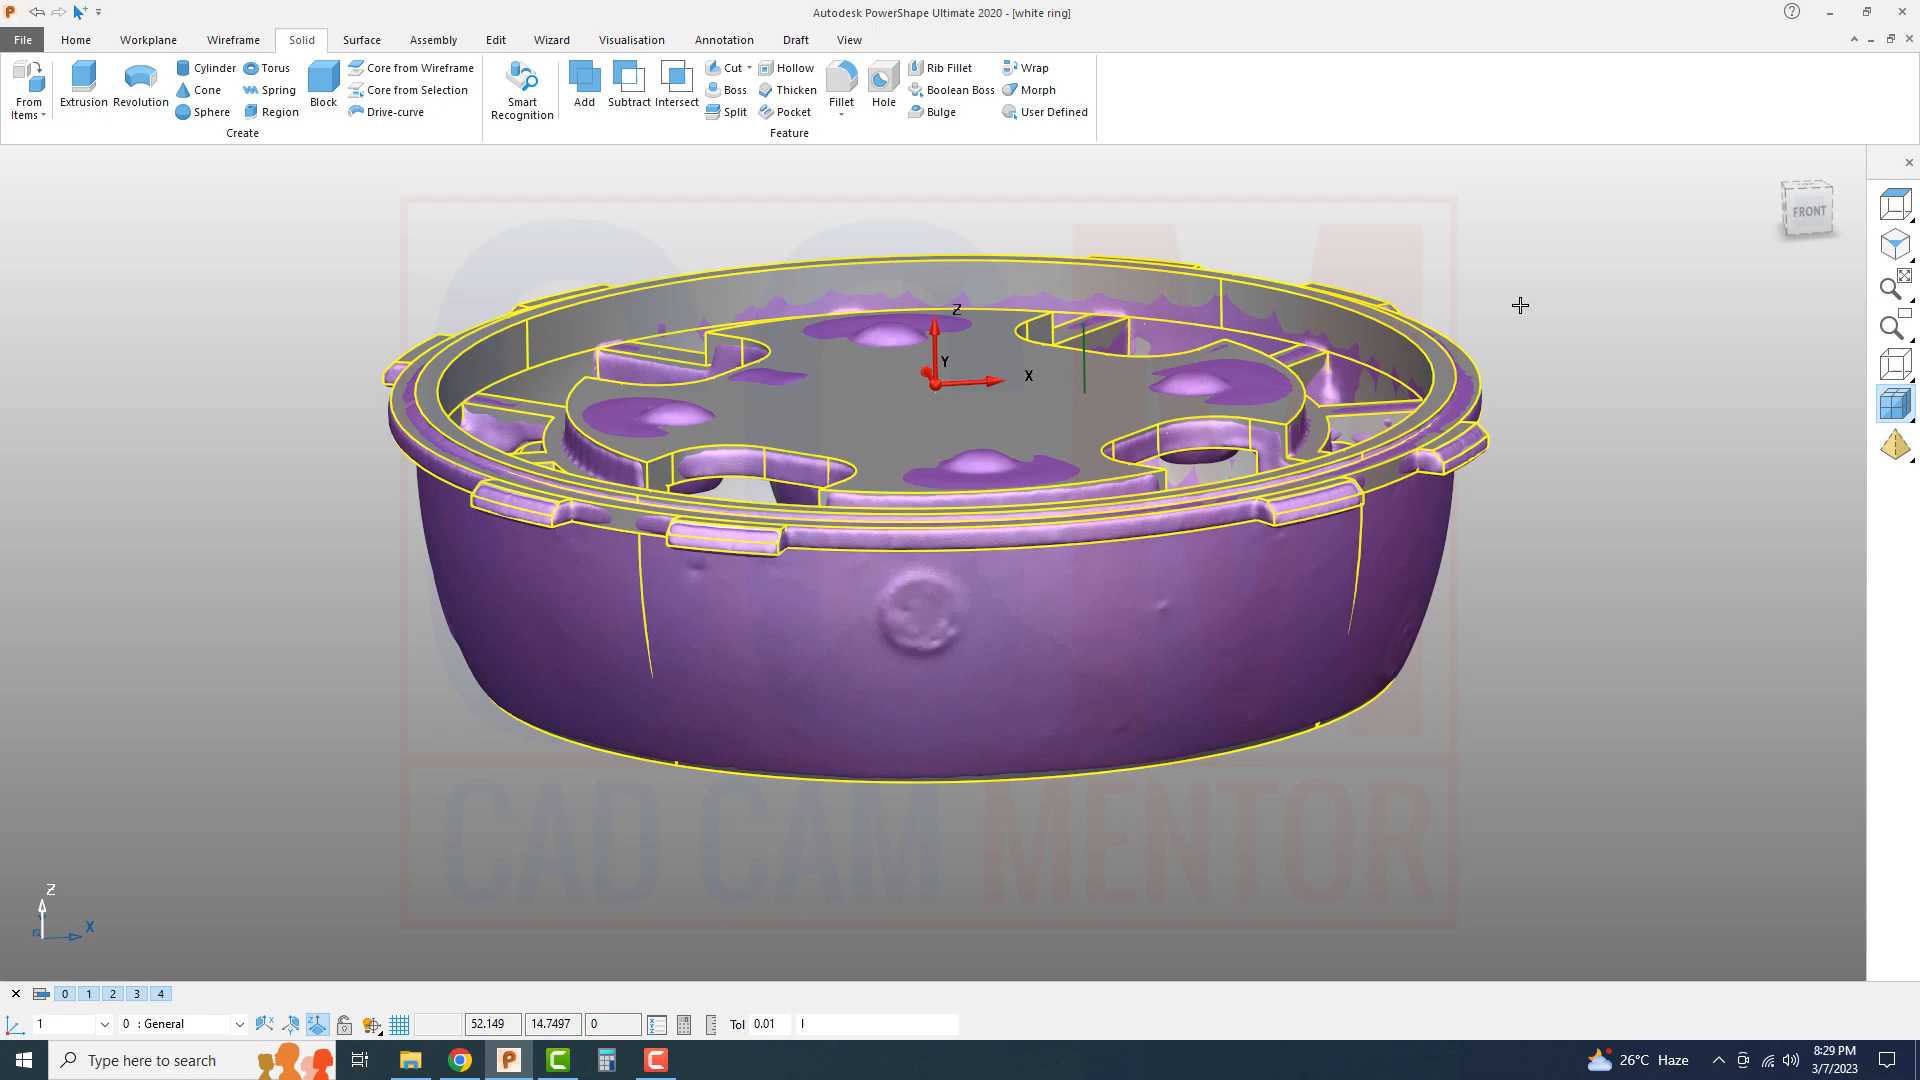 Autodesk PowerShape Ultimate 2020 - [white ring]
File Home Workplane Wireframe Solid Surface Assembly Edit Wizard Visualisation Annotation Draft View
From Items
Extrusion
Revolution
Cylinder
Cone
Sphere
Torus
Spring
Region
Block
Core from Wireframe
Core from Selection
Drive-curve
Create
Smart Recognition
Add
Subtract
Intersect
Cut
Boss
Split
Hollow
Thicken
Pocket
Fillet
Hole
Rib Fillet
Boolean Boss
Bulge
Wrap
Morph
User Defined
Feature
FRONT
Z
Y
X
CAD CAM MENTOR
Z
X
0 1 2 3 4
1 0 : General 52.149 14.7497 0 Tol 0.01 I
Type here to search
26°C Haze
8:29 PM
3/7/2023